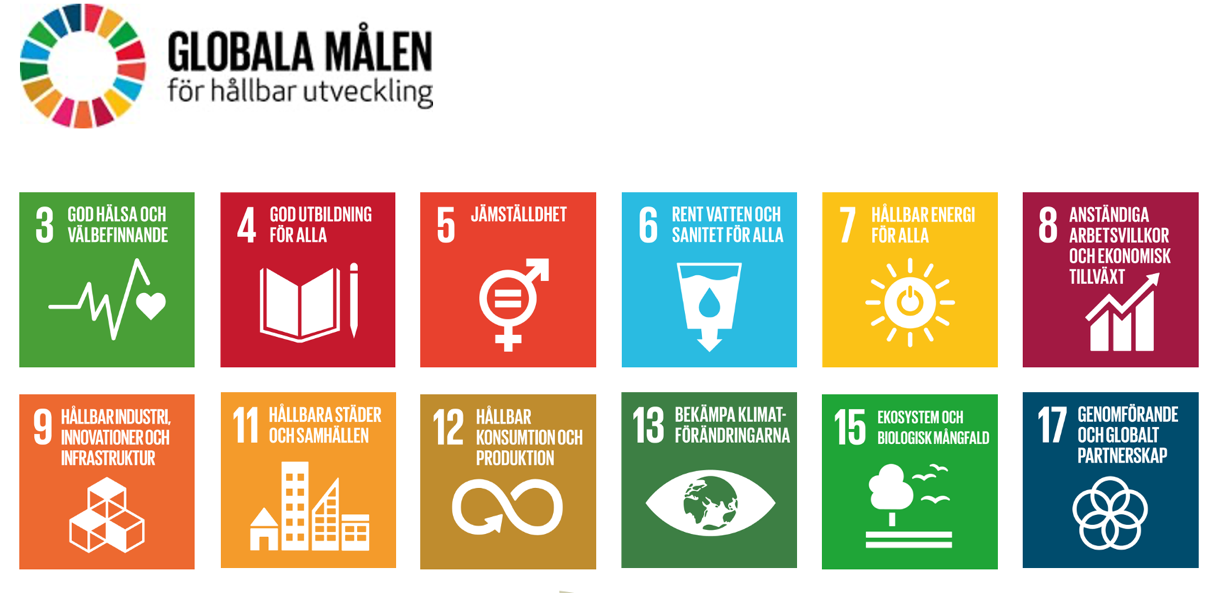 GLOBALA MÅLEN
för hållbar utveckling
3 GOD HÄLSA OCH
VÄLBEFINNANDE
4 GOD UTBILDNING
FÖR ALLA
5 JÄMSTÄLLDHET
6 RENT VATTEN OCH
SANITET FÖR ALLA
7 HÅLLBAR ENERGI
FÖR ALLA
8 ANSTÄNDIGA
ARBETSVILLKOR
OCH EKONOMISK
TILLVÄXT
9 HÅLLBAR INDUSTRI,
INNOVATIONER OCH
INFRASTRUKTUR
11 HÅLLBARA STÄDER
OCH SAMHÄLLEN
12 HÅLLBAR
KONSUMTION OCH
PRODUKTION
13 BEKÄMPA KLIMAT-
FÖRÄNDRINGARNA
15 EKOSYSTEM OCH
BIOLOGISK MÅNGFALD
17 GENOMFÖRANDE
OCH GLOBALT
PARTNERSKAP